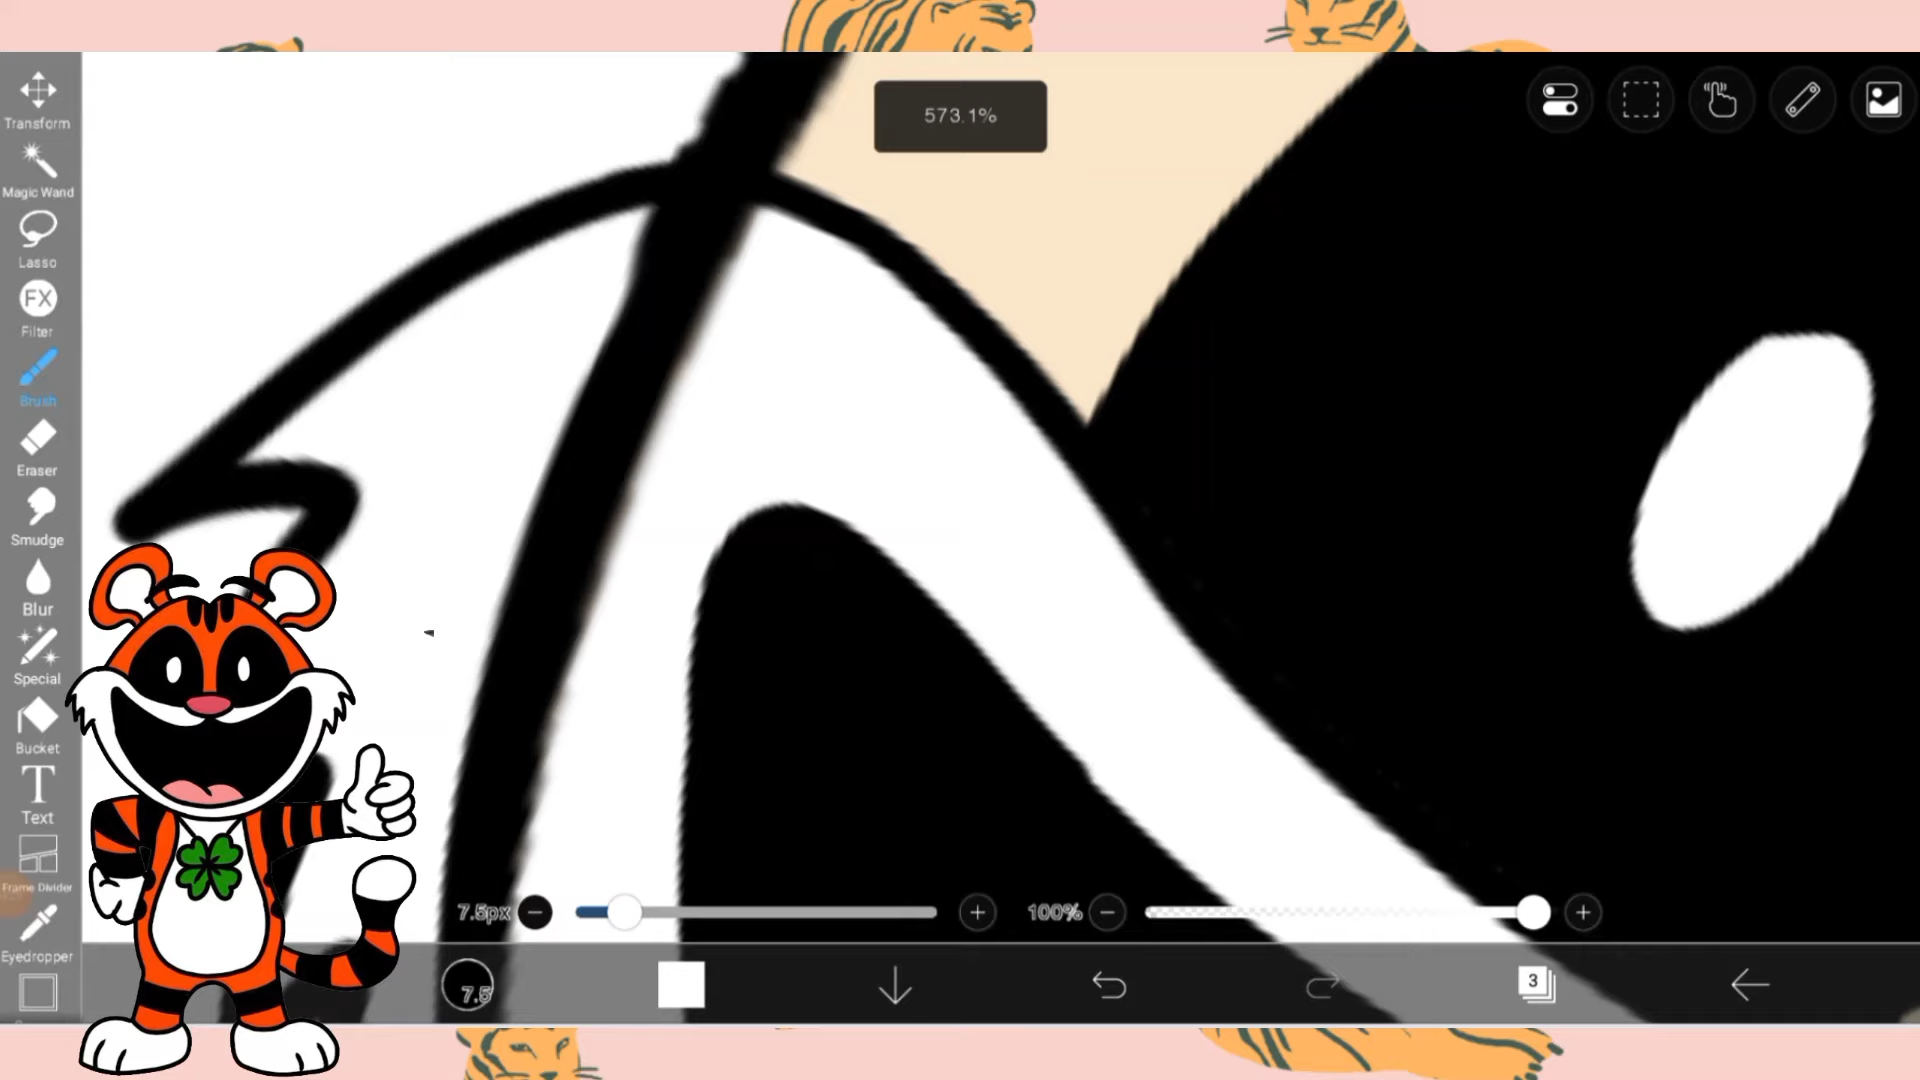 573.1%
Transform
Magic Wand
Lasso
FX
Filter
Brush
Eraser
Smudge
Blur
Special
Bucket
T
Text
Frame Divider
Eyedropper
7.5px
100%
7.5
3